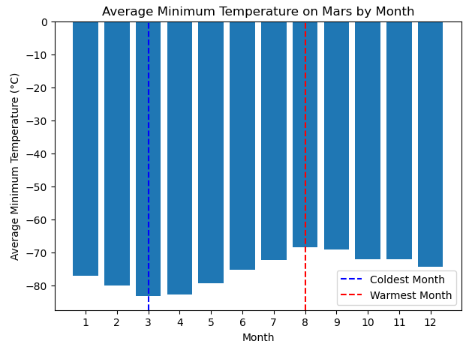 Average Minimum Temperature on Mars by Month
Average Minimum Temperature (°C)
0
−10
−20
−30
−40
−50
−60
−70
−80
1 2 3 4 5 6 7 8 9 10 11 12
Month
Coldest Month
Warmest Month